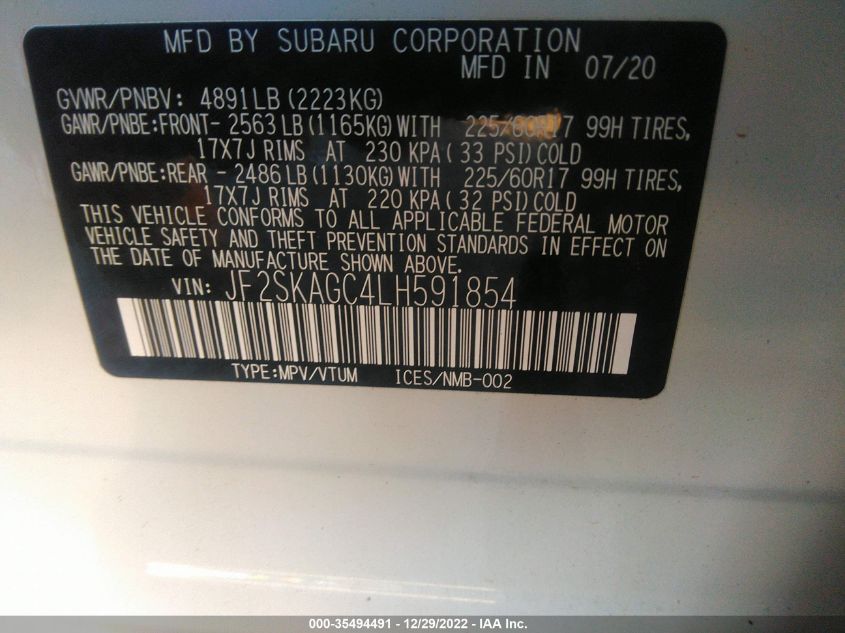 MFD BY SUBARU CORPORATION
MFD IN 07/20
GVWR/PNBV: 4891LB (2223KG)
GAWR/PNBE:FRONT- 2563 LB (1165KG) WITH 225/60R17 99H TIRES,
17X7J RIMS AT 230 KPA ( 33 PSI) COLD
GAWR/PNBE:REAR - 2486 LB (1130KG) WITH 225/60R17 99H TIRES,
17X7J RIMS AT 220 KPA ( 32 PSI) COLD
THIS VEHICLE CONFORMS TO ALL APPLICABLE FEDERAL MOTOR
VEHICLE SAFETY AND THEFT PREVENTION STANDARDS IN EFFECT ON
THE DATE OF MANUFACTURE SHOWN ABOVE.
VIN: JF2SKAGC4LH591854
TYPE:MPV/VTUM ICES/NMB-002
000-35494491 - 12/29/2022 - IAA Inc.